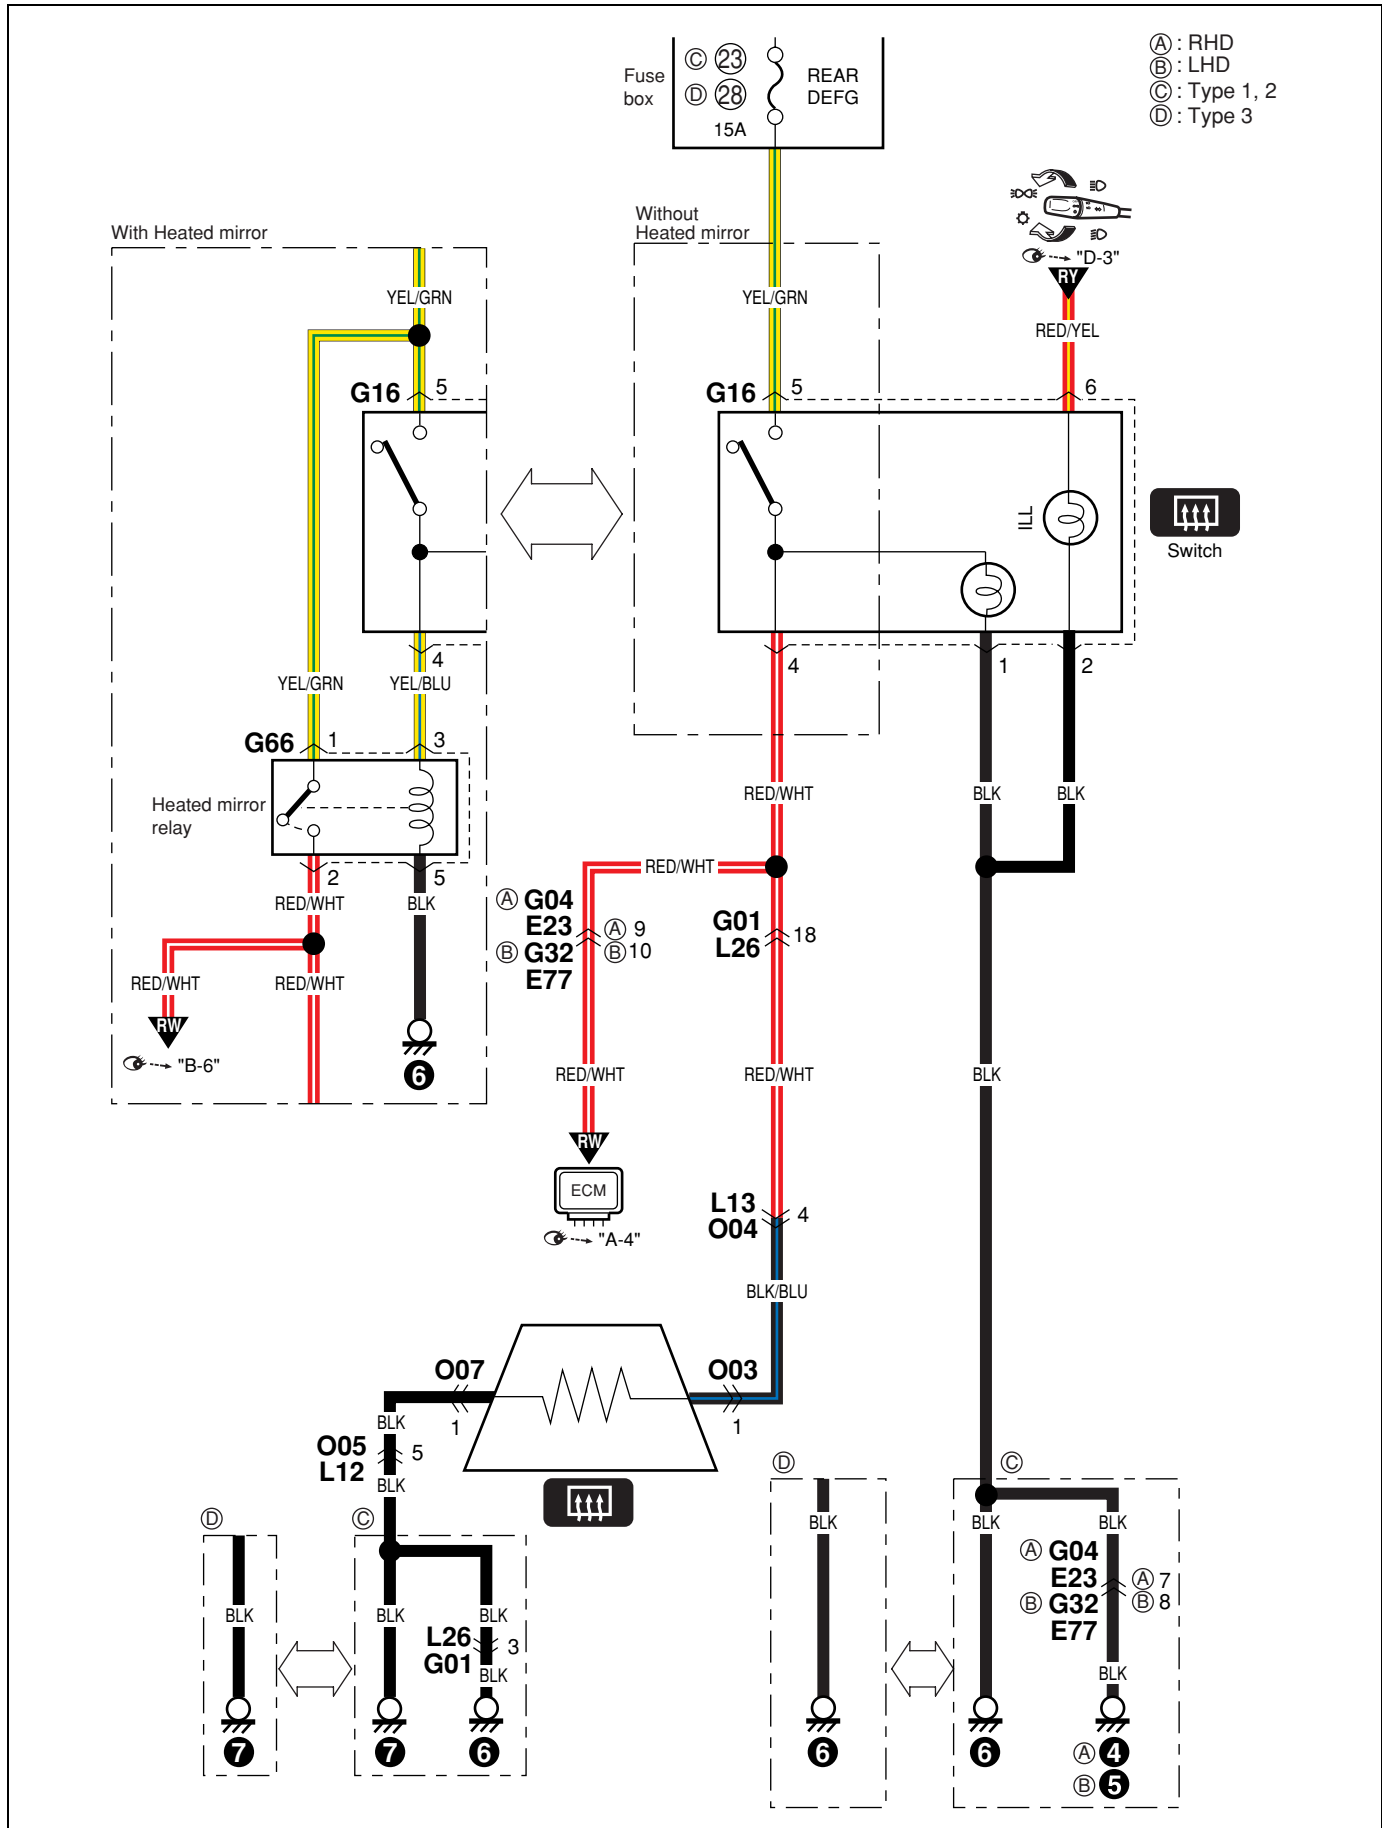 Fuse
box
Ⓒ 23
Ⓓ 28
15A
REAR
DEFG
Ⓐ : RHD
Ⓑ : LHD
Ⓒ : Type 1, 2
Ⓓ : Type 3
"D-3"
RY
RED/YEL
With Heated mirror
Without
Heated mirror
YEL/GRN
YEL/GRN
G16 5
G16 5
6
ILL
Switch
4
YEL/GRN
YEL/BLU
4
1
2
G66 1
3
Heated mirror
relay
2
5
RED/WHT
BLK
RED/WHT
RED/WHT
RW
"B-6"
6
RED/WHT
BLK
BLK
RED/WHT
Ⓐ G04
E23
Ⓑ G32
E77
Ⓐ 9
Ⓑ 10
G01
L26
18
RED/WHT
RED/WHT
BLK
RW
ECM
"A-4"
L13
O04
4
BLK/BLU
O07
1
O03
1
BLK
O05
L12
5
BLK
Ⓓ
BLK
7
Ⓒ
BLK
BLK
L26
G01
3
BLK
7
6
Ⓓ
BLK
6
Ⓒ
BLK
BLK
Ⓐ G04
E23
Ⓑ G32
E77
Ⓐ 7
Ⓑ 8
BLK
6
Ⓐ 4
Ⓑ 5